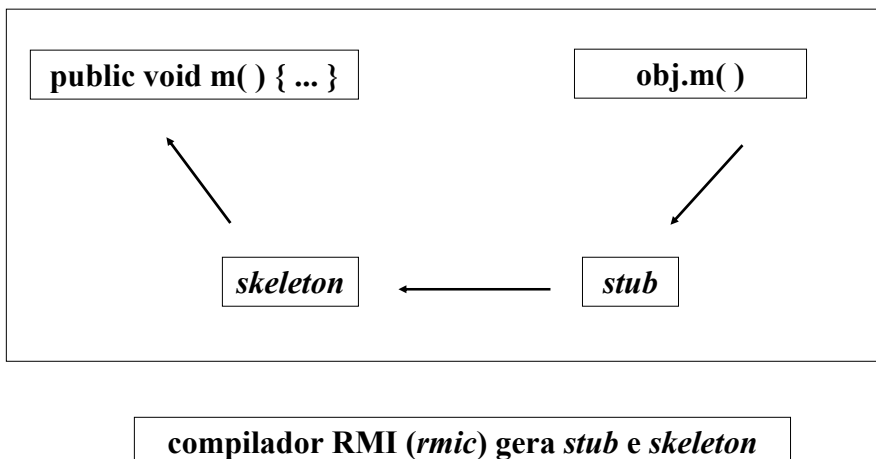 public void m( ) { ... }
obj.m( )
skeleton
stub
compilador RMI (rmic) gera stub e skeleton